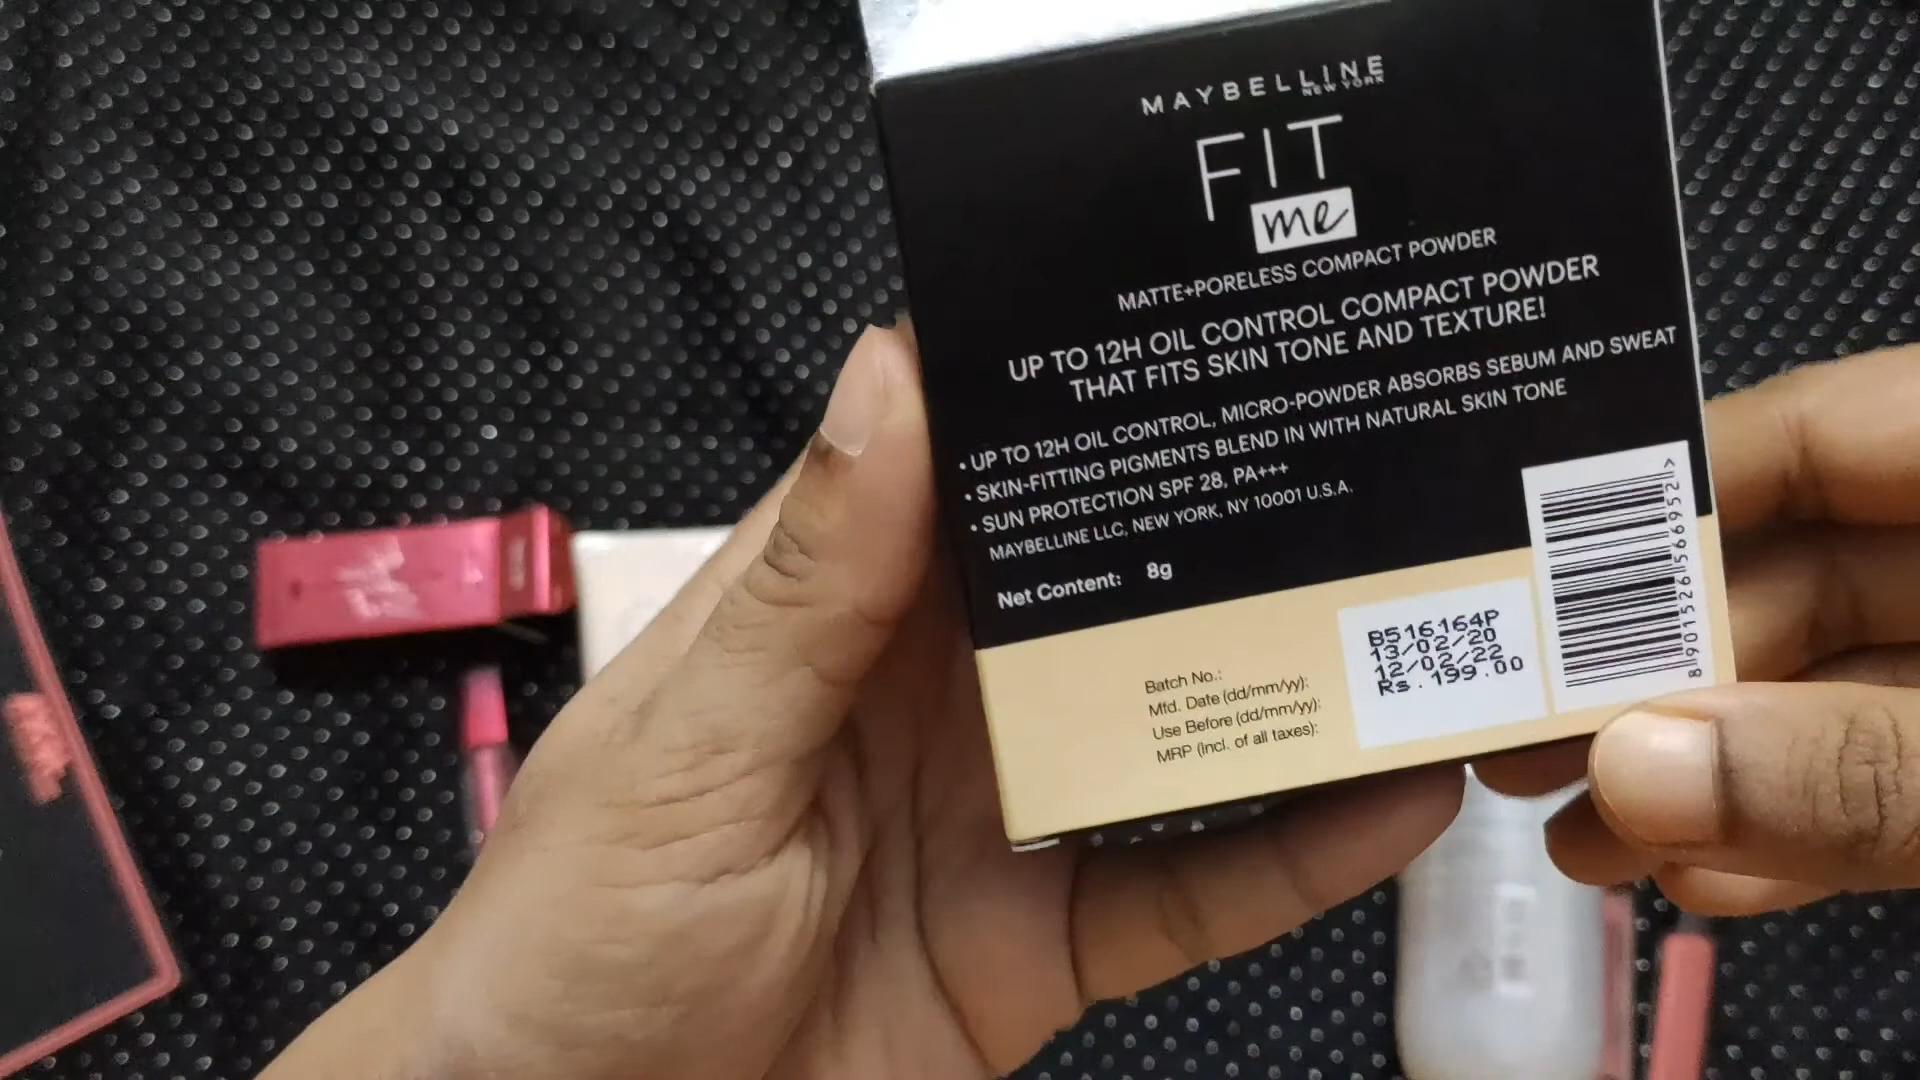 MAYBELLINE
NEW YORK
FIT
me
MATTE+PORELESS COMPACT POWDER
UP TO 12H OIL CONTROL COMPACT POWDER
THAT FITS SKIN TONE AND TEXTURE!
• UP TO 12H OIL CONTROL, MICRO-POWDER ABSORBS SEBUM AND SWEAT
• SKIN-FITTING PIGMENTS BLEND IN WITH NATURAL SKIN TONE
• SUN PROTECTION SPF 28, PA+++
MAYBELLINE LLC, NEW YORK, NY 10001 U.S.A.
Net Content: 8g
Batch No.:
Mfd. Date (dd/mm/yy):
Use Before (dd/mm/yy):
MRP (Incl. of all taxes):
B516164P
13/02/20
12/02/22
Rs. 199.00
8 901526 566952 >